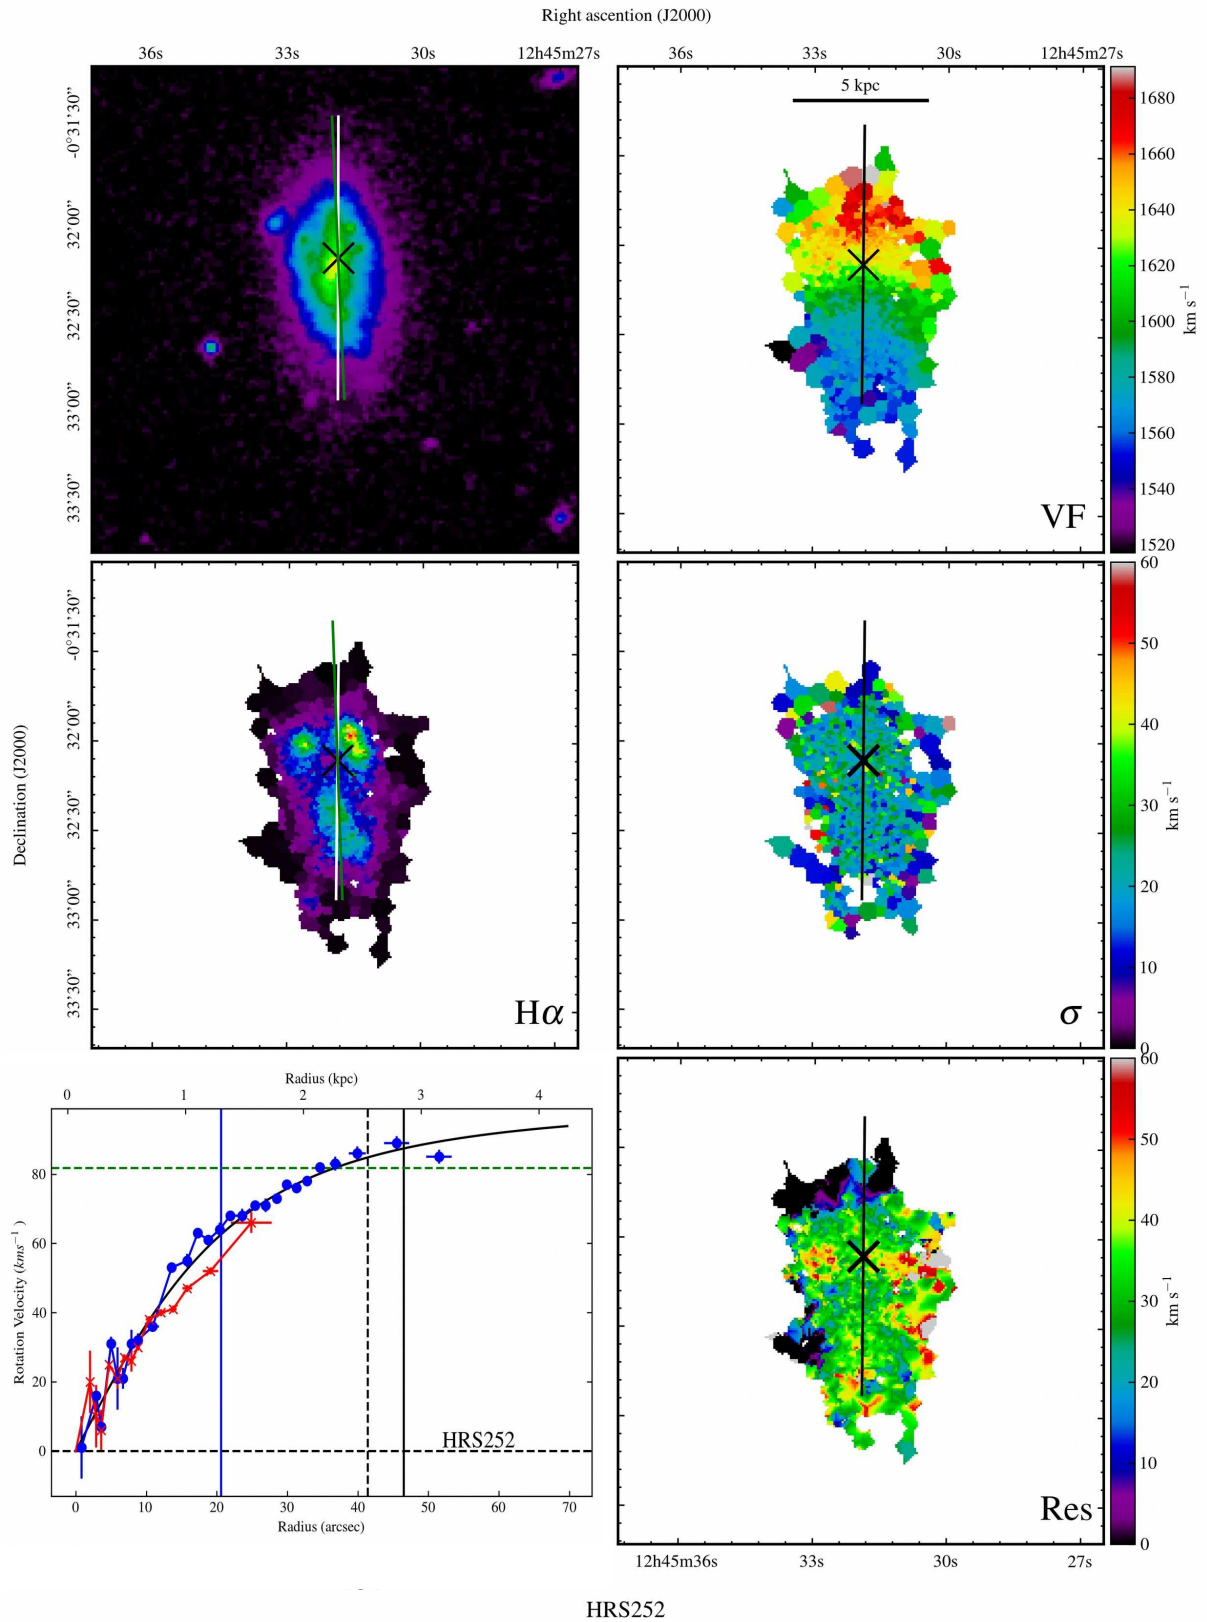 Right ascention (J2000)
36s 33s 30s 12h45m27s
36s 33s 30s 12h45m27s
-0°31'30"
32'00"
32'30"
33'00"
33'30"
5 kpc
VF
1680
1660
1640
1620
1600
1580
1560
1540
1520
km s⁻¹
Declination (J2000)
-0°31'30"
32'00"
32'30"
33'00"
33'30"
Hα
σ
60
50
40
30
20
10
0
km s⁻¹
Radius (kpc)
0 1 2 3 4
Rotation Velocity (kms⁻¹)
80
60
40
20
0
HRS252
0 10 20 30 40 50 60 70
Radius (arcsec)
Res
60
50
40
30
20
10
0
km s⁻¹
12h45m36s 33s 30s 27s
HRS252